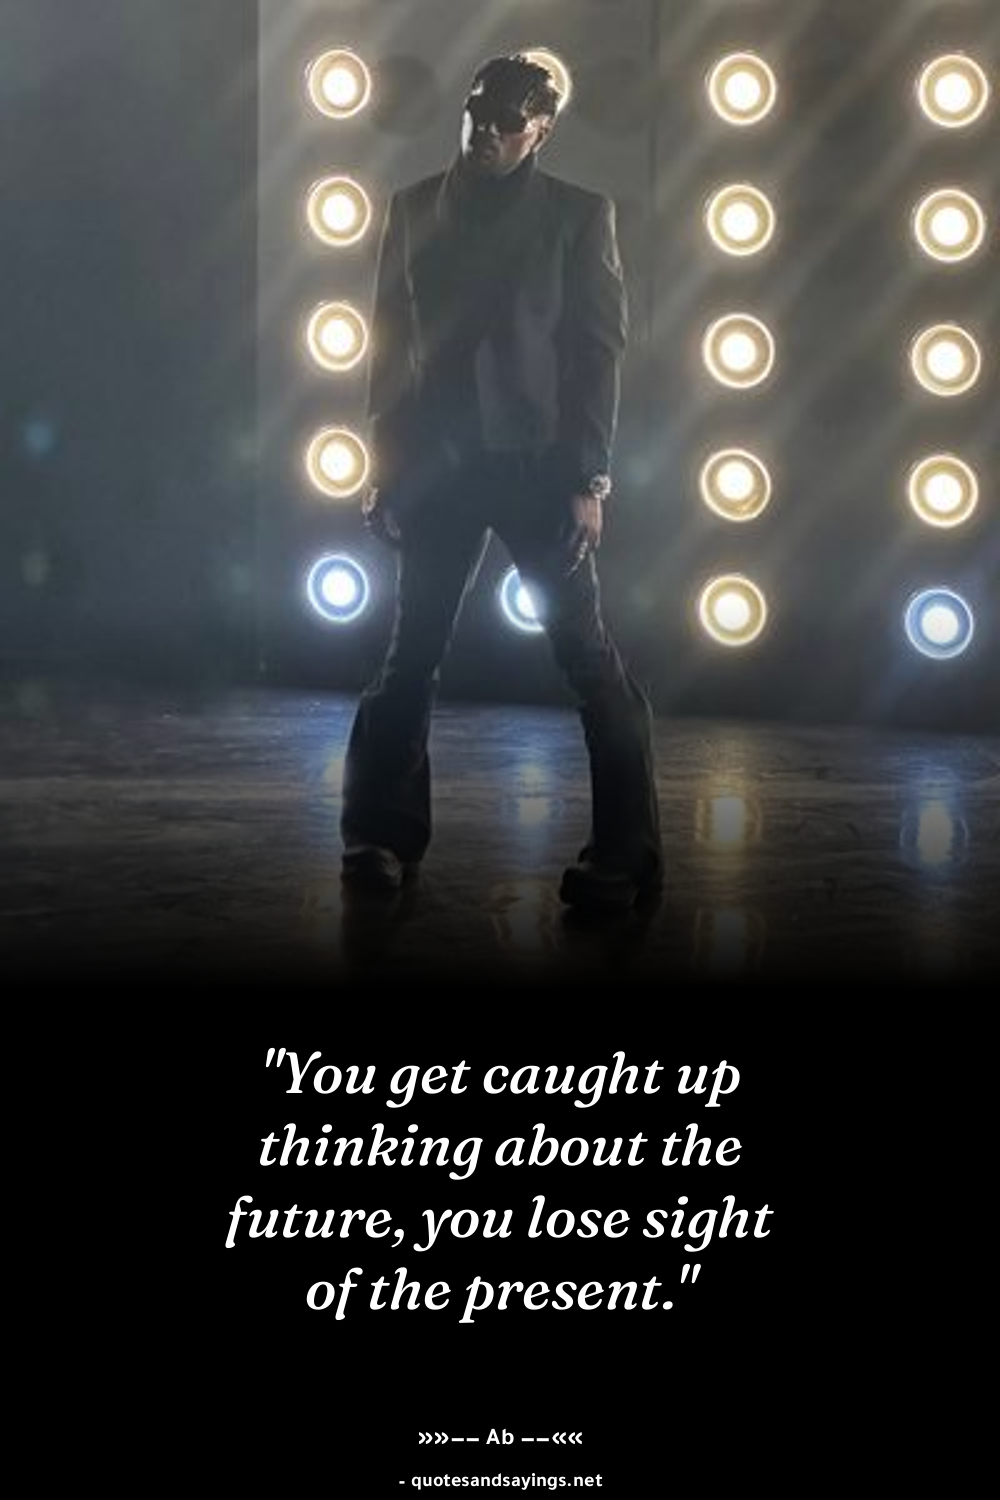 "You get caught up
thinking about the
future, you lose sight
of the present."
»»−− Ab −−««
- quotesandsayings.net